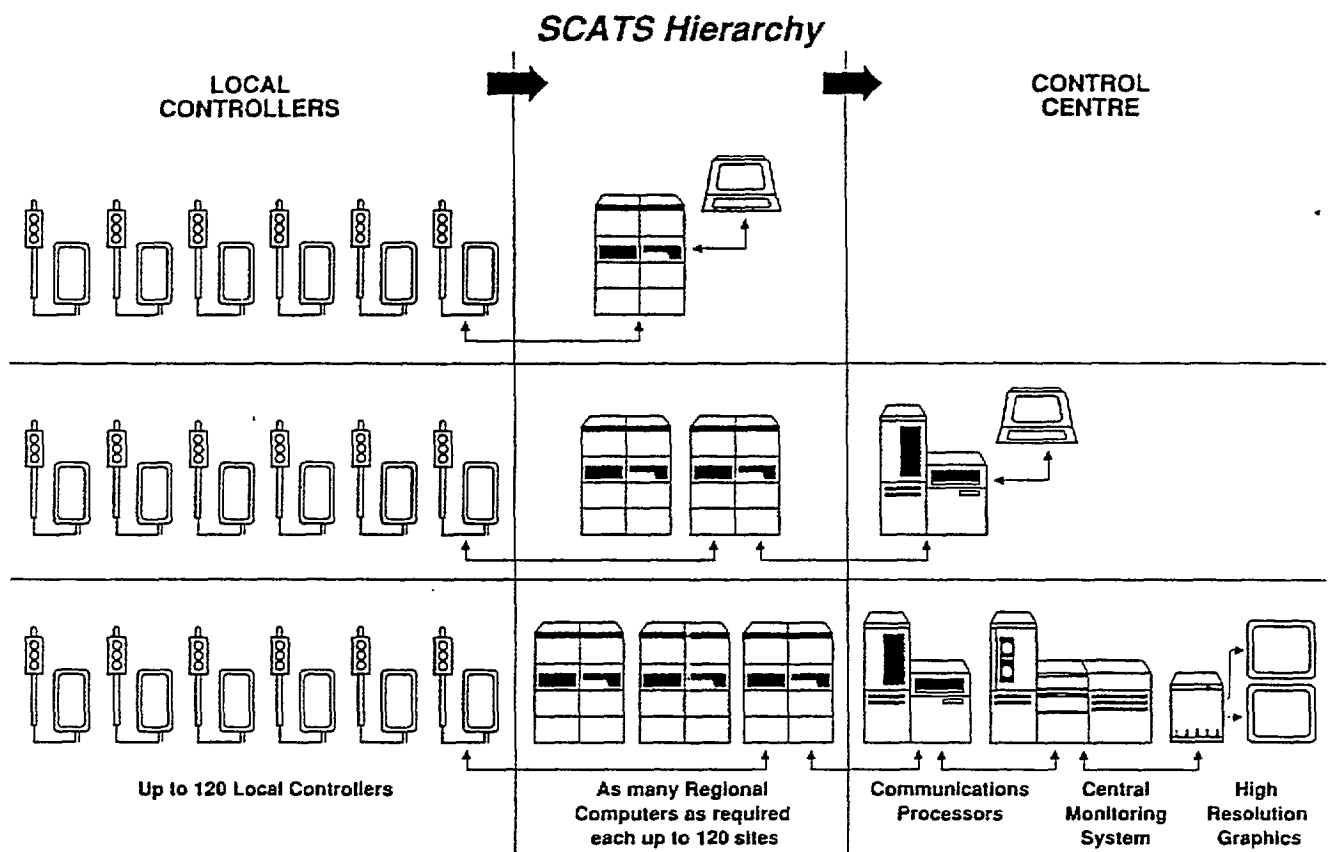 SCATS Hierarchy
LOCAL
CONTROLLERS
CONTROL
CENTRE
Up to 120 Local Controllers
As many Regional
Computers as required
each up to 120 sites
Communications
Processors
Central
Monitoring
System
High
Resolution
Graphics